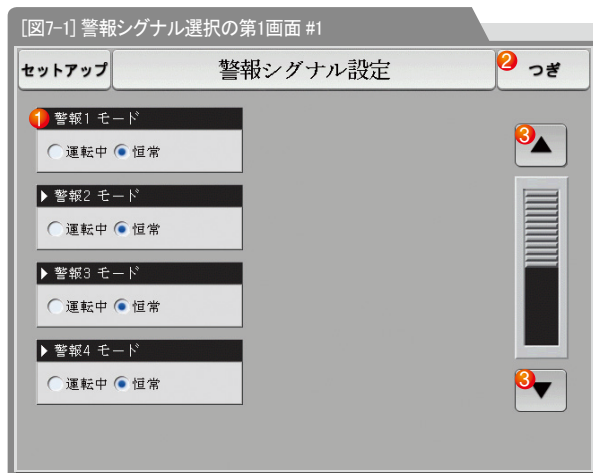 [図7-1] 警報シグナル選択の第1画面 #1
セットアップ 警報シグナル設定 2 つぎ
1 警報1 モード
運転中 恒常
3 ▲
▶ 警報2 モード
運転中 恒常
▶ 警報3 モード
運転中 恒常
▶ 警報4 モード
運転中 恒常
3 ▼